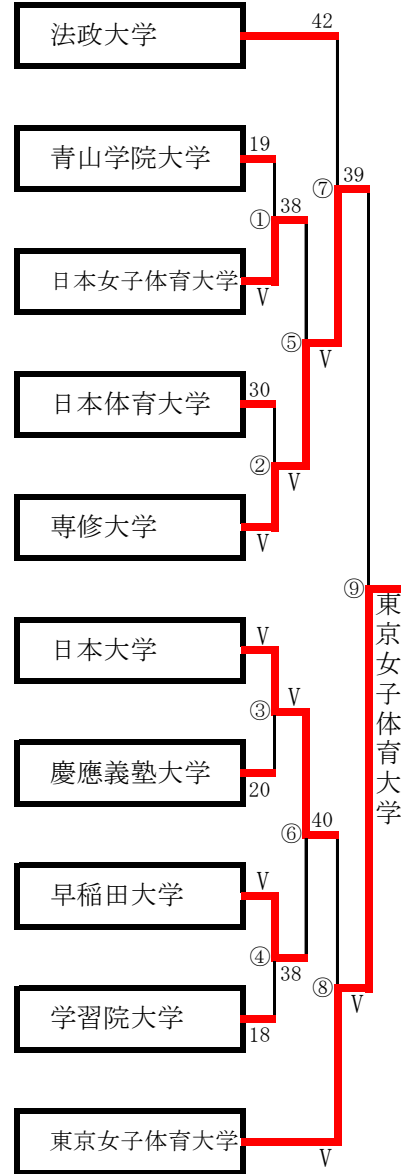 42
法政大学
19
39
青山学院大学
⑦
38
①
日本女子体育大学
V
⑤
V
30
日本体育大学
②
V
専修大学
V
⑨
東京女子体育大学
V
日本大学
V
③
慶應義塾大学
20
40
⑥
V
早稲田大学
④
38
⑧
V
学習院大学
18
東京女子体育大学
V